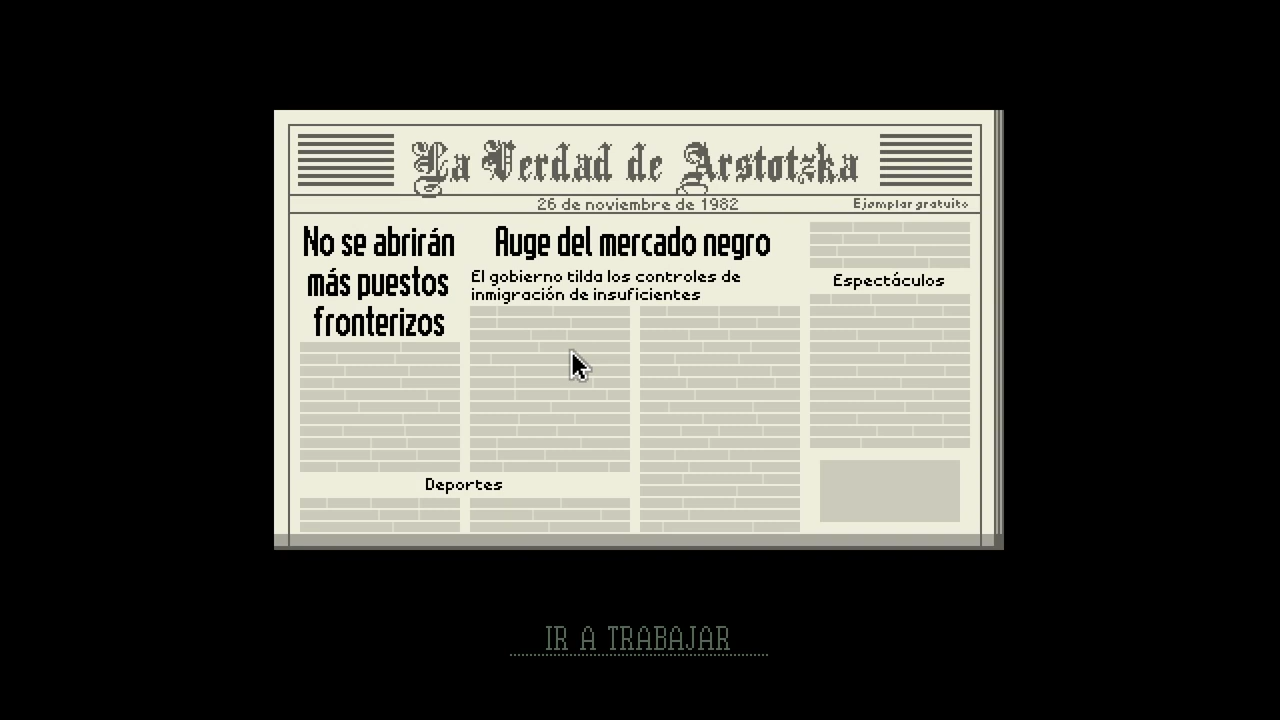 La Verdad de Arstotzka
26 de noviembre de 1982
Ejemplar gratuito
No se abrirán
más puestos
fronterizos
Auge del mercado negro
El gobierno tilda los controles de
inmigración de insuficientes
Espectáculos
Deportes
IR A TRABAJAR